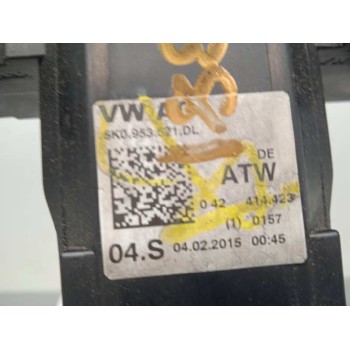 VW AG
5K0.953.521.DL
DE
ATW
0 42 414.423
(1) 0157
04.S 04.02.2015 00:45